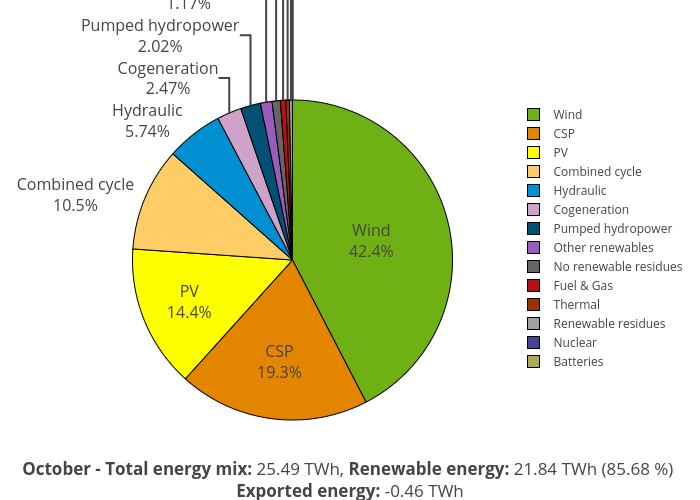 1.17%
Pumped hydropower
2.02%
Cogeneration
2.47%
Hydraulic
5.74%
Combined cycle
10.5%
Wind
42.4%
PV
14.4%
CSP
19.3%
Wind
CSP
PV
Combined cycle
Hydraulic
Cogeneration
Pumped hydropower
Other renewables
No renewable residues
Fuel & Gas
Thermal
Renewable residues
Nuclear
Batteries
October - Total energy mix: 25.49 TWh, Renewable energy: 21.84 TWh (85.68 %)
Exported energy: -0.46 TWh